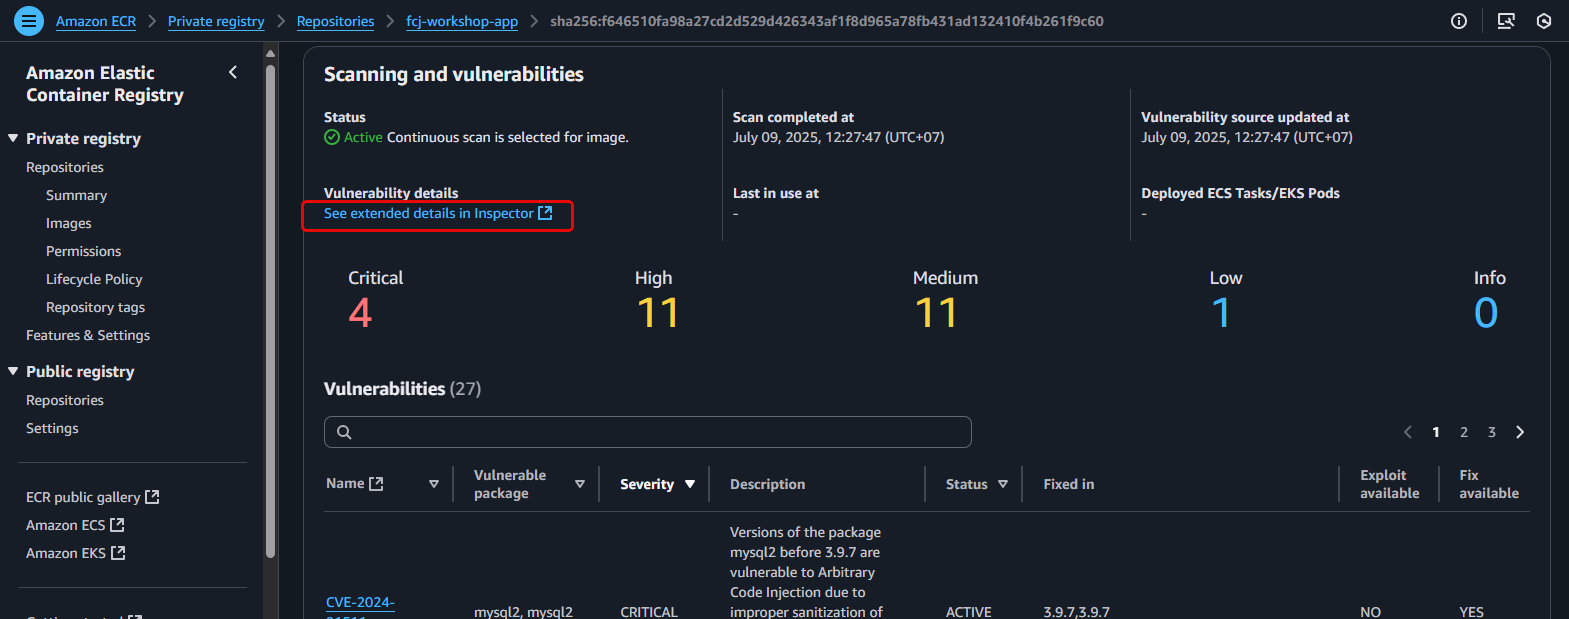 Amazon ECR > Private registry > Repositories > fcj-workshop-app > sha256:f646510fa98a27cd2d529d426343af1f8d965a78fb431ad132410f4b261f9c60
Amazon Elastic
Container Registry
Private registry
Repositories
Summary
Images
Permissions
Lifecycle Policy
Repository tags
Features & Settings
Public registry
Repositories
Settings
ECR public gallery
Amazon ECS
Amazon EKS
Scanning and vulnerabilities
Status
Active Continuous scan is selected for image.
Scan completed at
July 09, 2025, 12:27:47 (UTC+07)
Vulnerability source updated at
July 09, 2025, 12:27:47 (UTC+07)
Vulnerability details
See extended details in Inspector
Last in use at
-
Deployed ECS Tasks/EKS Pods
-
Critical
4
High
11
Medium
11
Low
1
Info
0
Vulnerabilities (27)
1 2 3
Name
Vulnerable
package
Severity
Description
Status
Fixed in
Exploit
available
Fix
available
CVE-2024-
mysql2, mysql2
CRITICAL
Versions of the package
mysql2 before 3.9.7 are
vulnerable to Arbitrary
Code Injection due to
improper sanitization of
ACTIVE
3.9.7,3.9.7
NO
YES